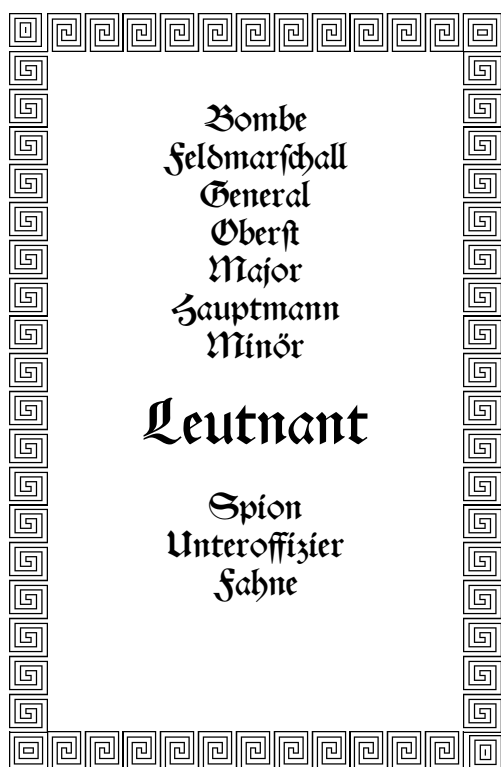 Bombe
Feldmarſchall
General
Oberſt
Major
Hauptmann
Minör
Leutnant
Spion
Unteroffizier
Fahne